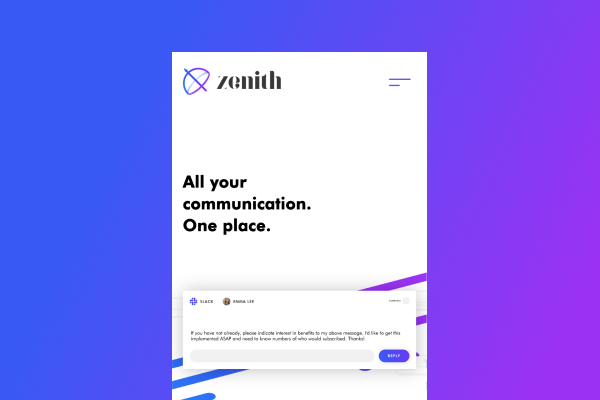 zenith
All your
communication.
One place.
SLACK EMMA LEE
If you have not already, please indicate interest in benefits to my above message. I'd like to get this
implemented ASAP and need to know numbers of who would subscribed. Thanks!
REPLY